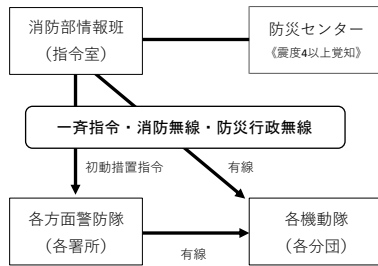 消防部情報班
（指令室）
防災センター
《震度4以上覚知》
一斉指令・消防無線・防災行政無線
初動措置指令
有線
各方面警防隊
（各署所）
有線
各機動隊
（各分団）